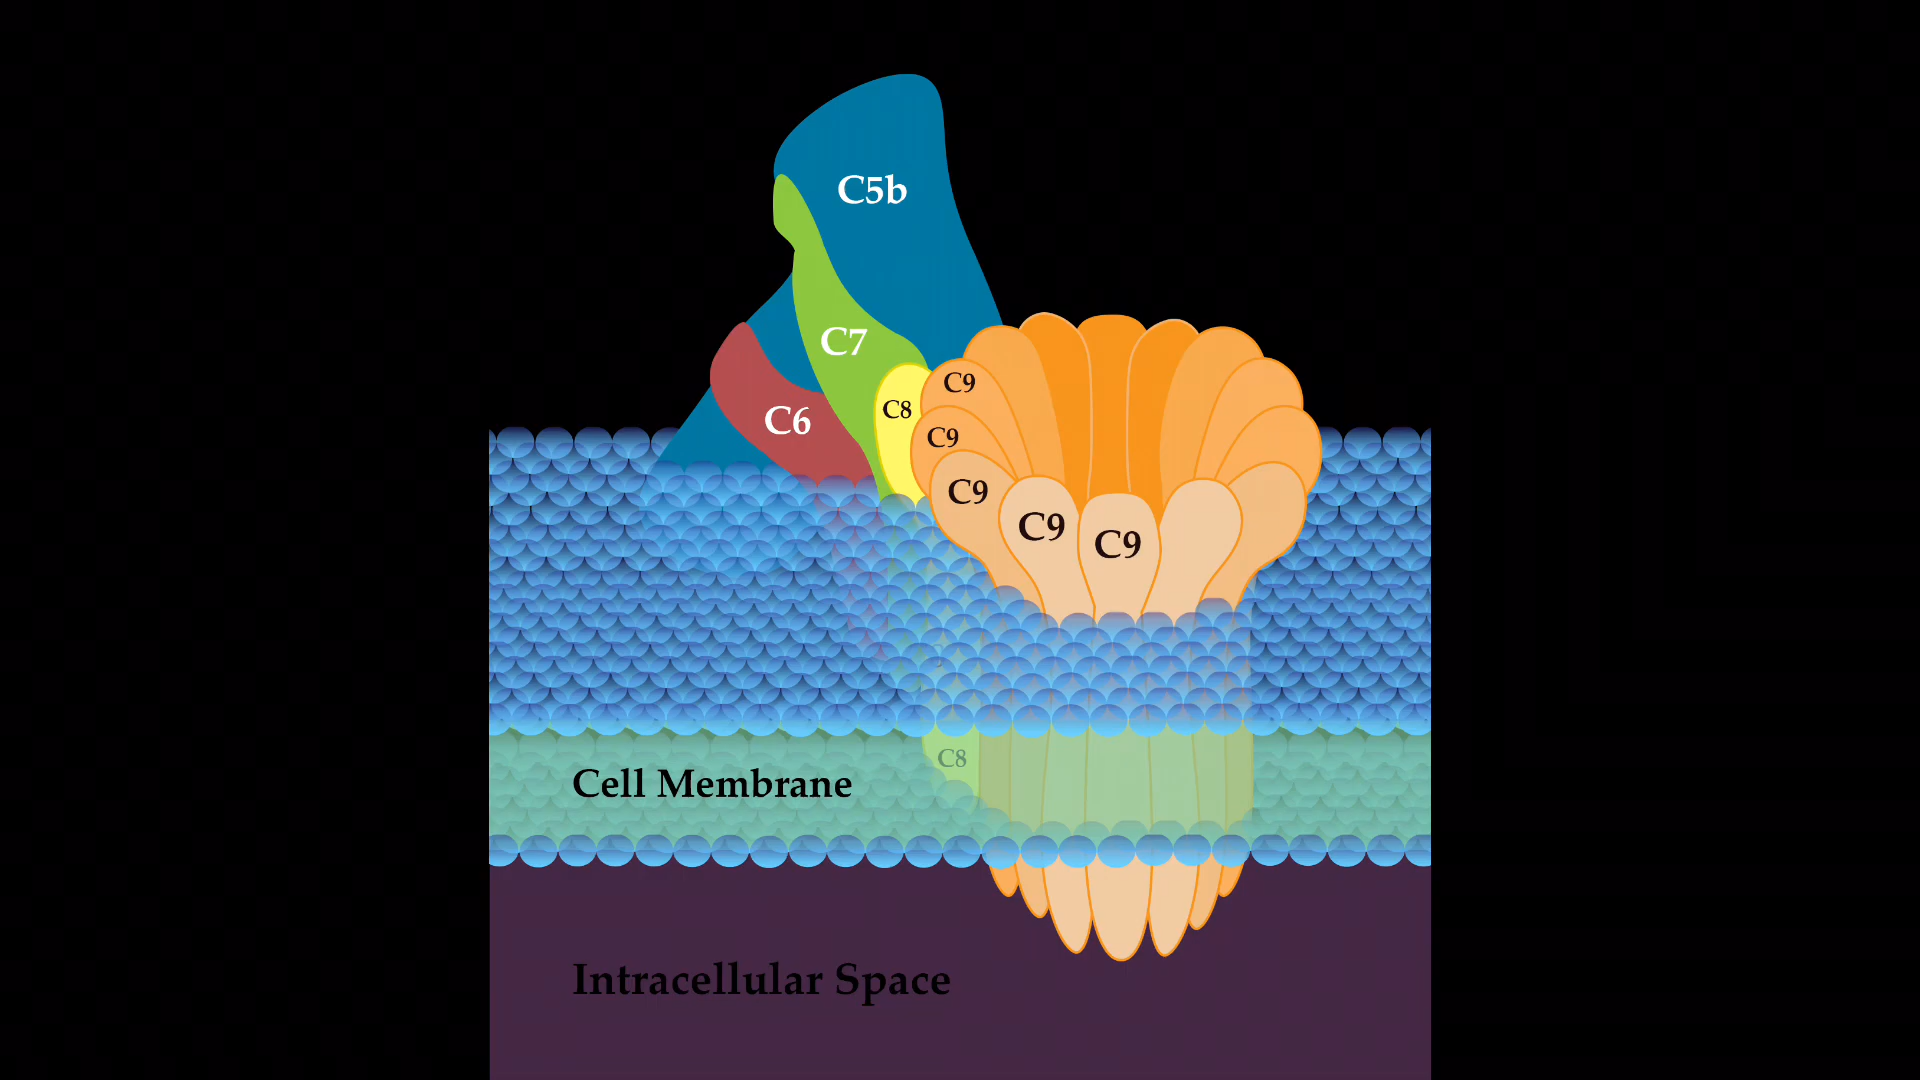 C5b
C7
C9
C8
C6
C9
C9
C9
C9
C8
Cell Membrane
Intracellular Space